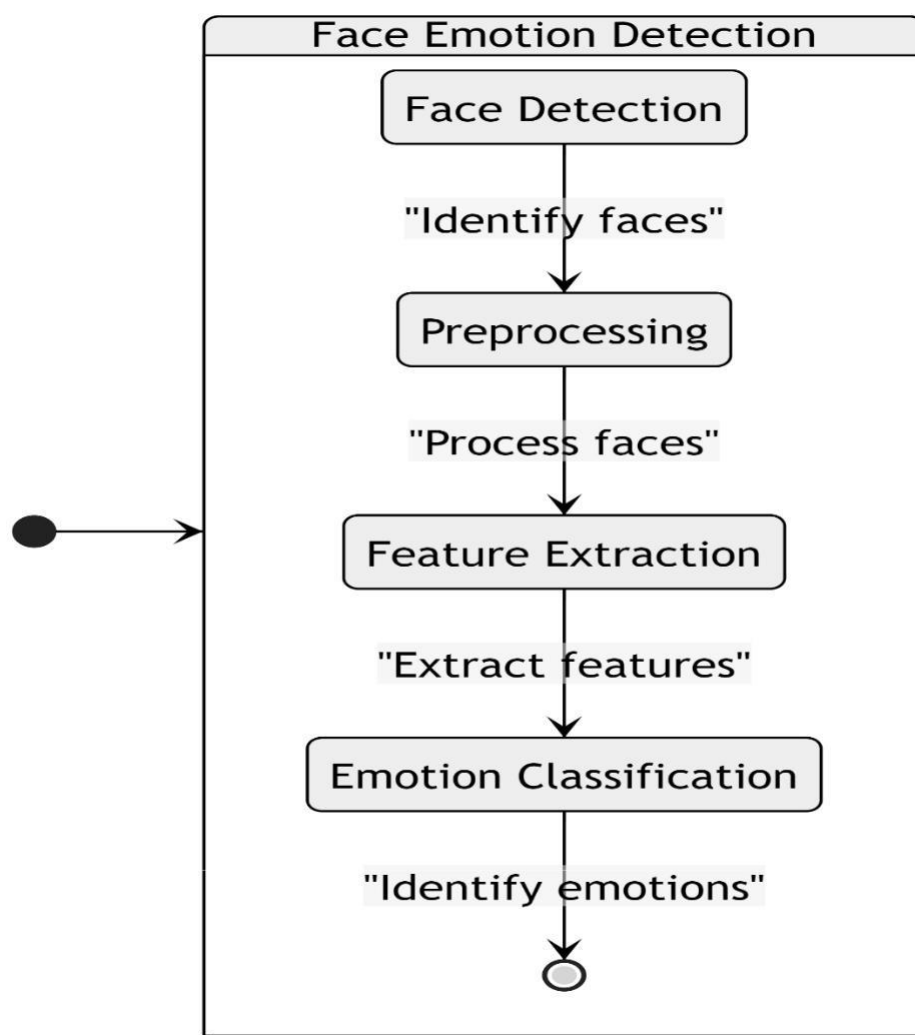 Face Emotion Detection
Face Detection
"Identify faces"
Preprocessing
"Process faces"
Feature Extraction
"Extract features"
Emotion Classification
"Identify emotions"